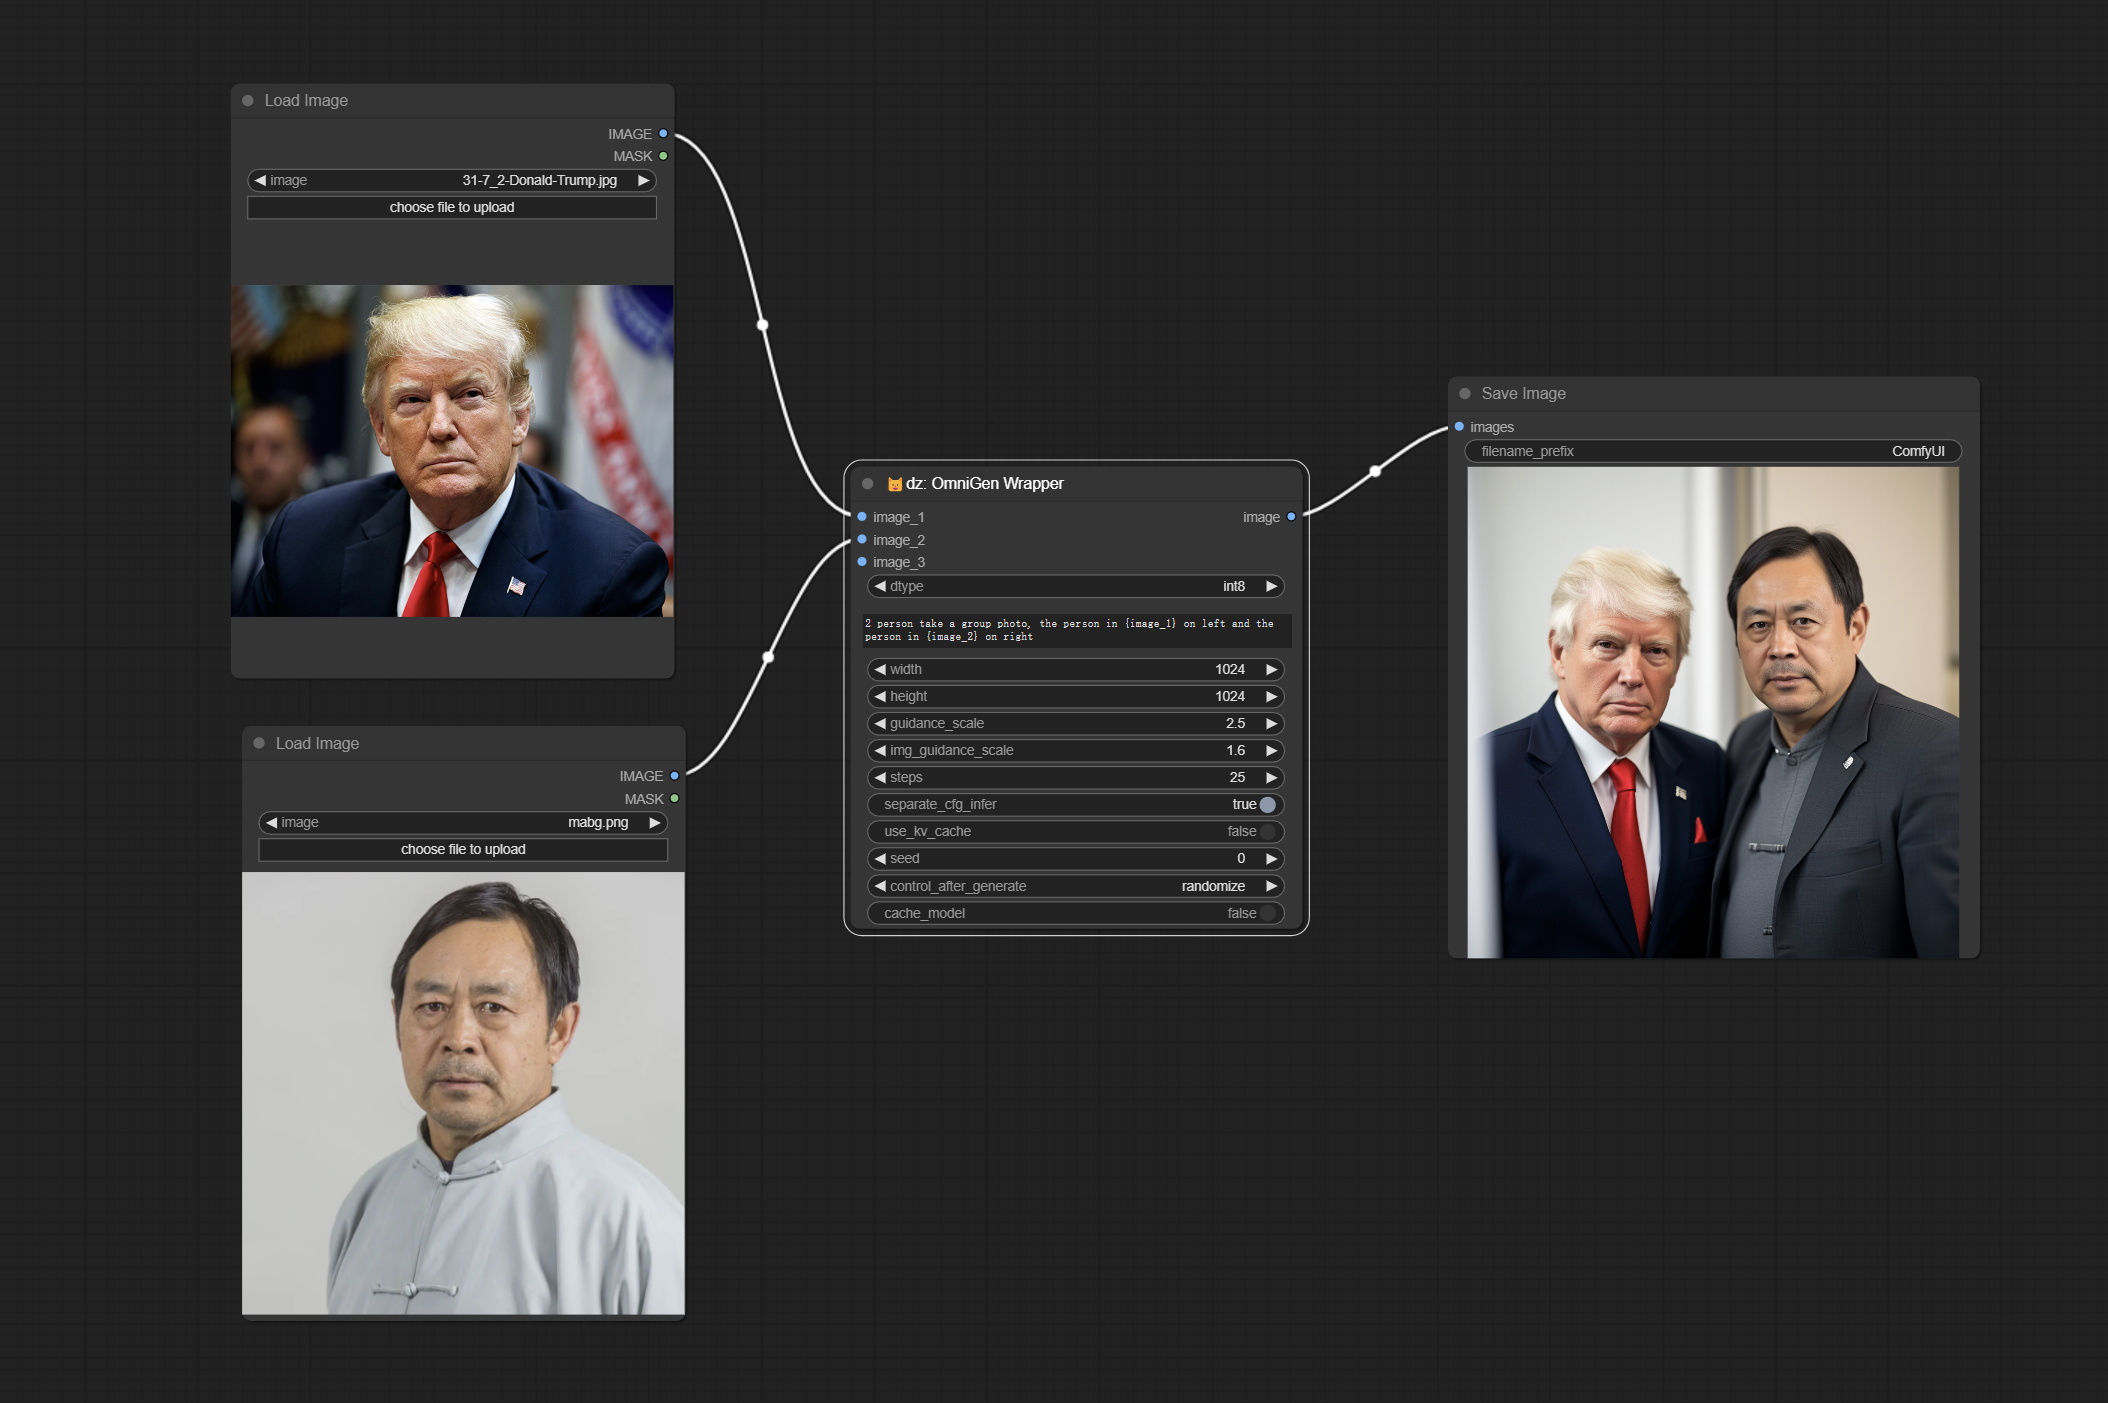 Load Image
IMAGE
MASK
image 31-7_2-Donald-Trump.jpg
choose file to upload
Load Image
IMAGE
MASK
image mabg.png
choose file to upload
dz: OmniGen Wrapper
image_1 image
image_2
image_3
dtype int8
2 person take a group photo, the person in {image_1} on left and the
person in {image_2} on right
width 1024
height 1024
guidance_scale 2.5
img_guidance_scale 1.6
steps 25
separate_cfg_infer true
use_kv_cache false
seed 0
control_after_generate randomize
cache_model false
Save Image
images
filename_prefix ComfyUI